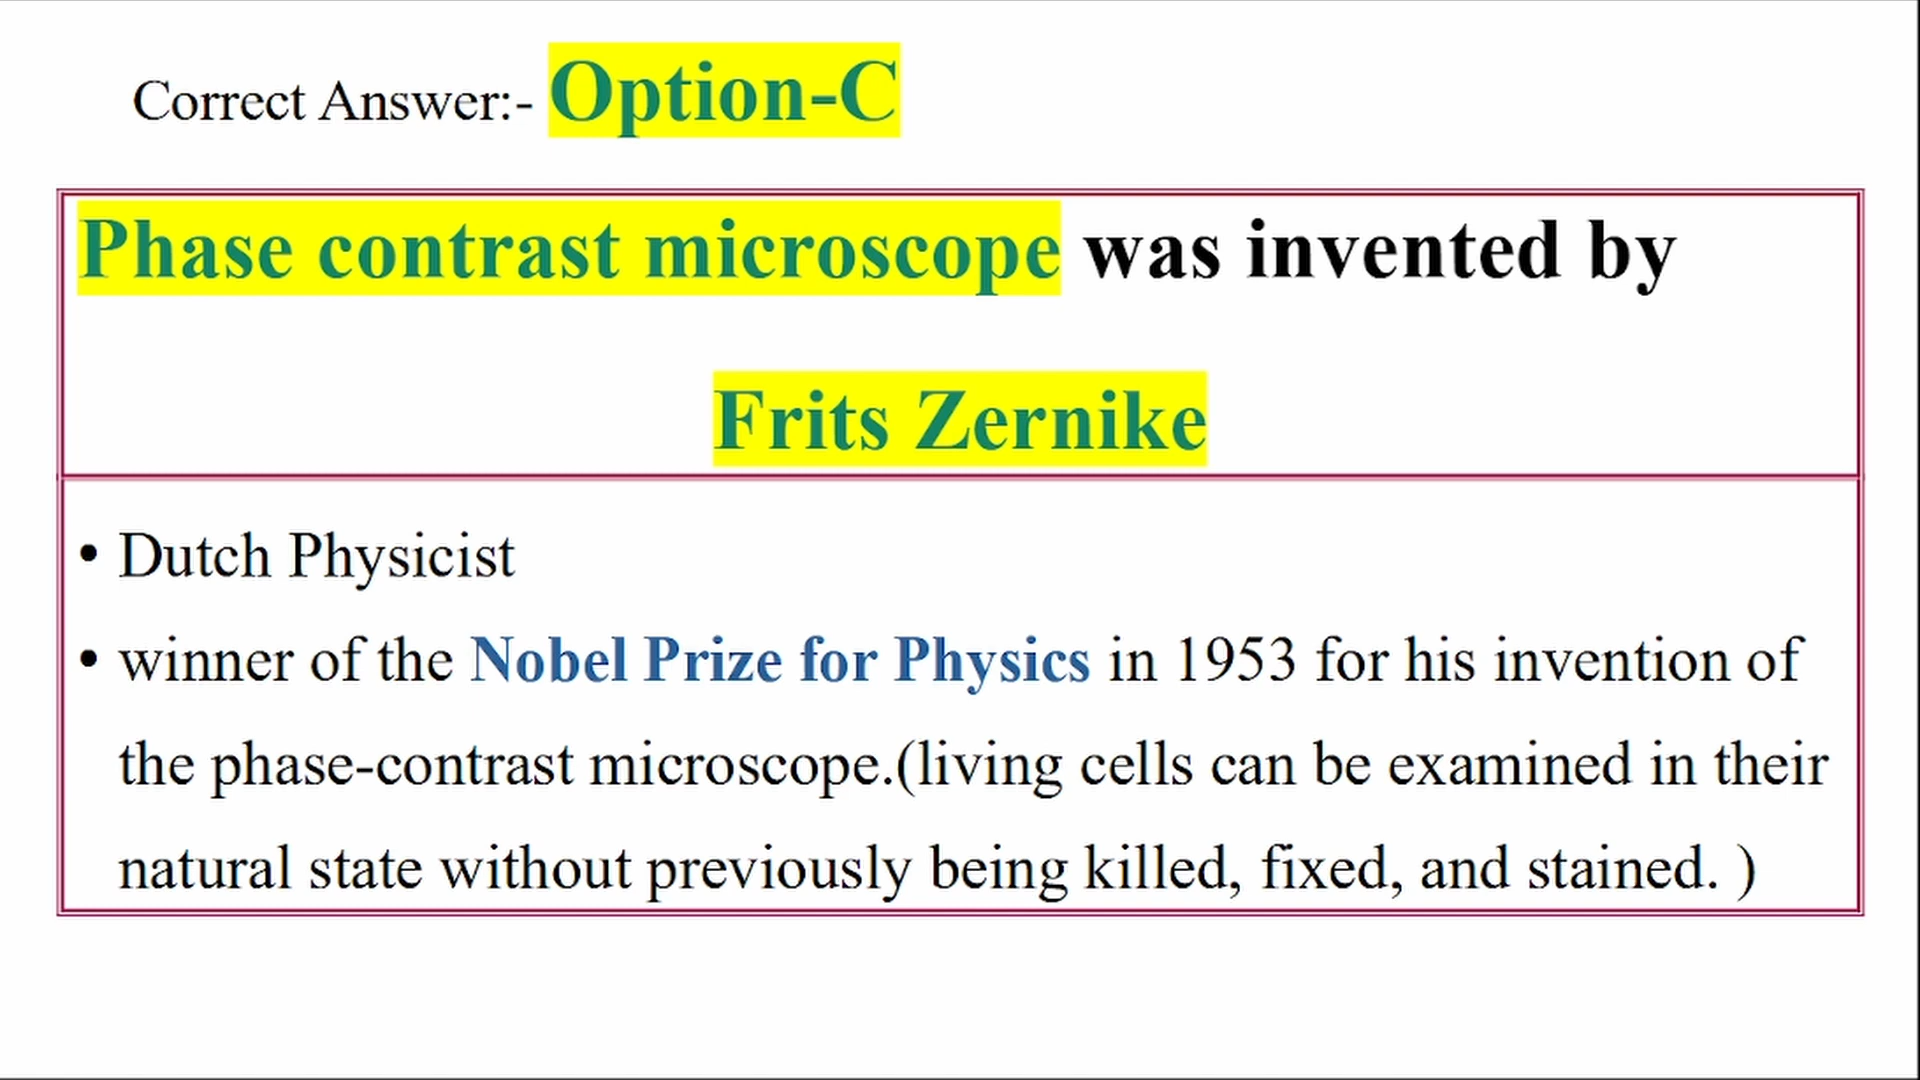 Correct Answer:- Option-C
Phase contrast microscope was invented by
Frits Zernike
• Dutch Physicist
• winner of the Nobel Prize for Physics in 1953 for his invention of
the phase-contrast microscope.(living cells can be examined in their
natural state without previously being killed, fixed, and stained. )